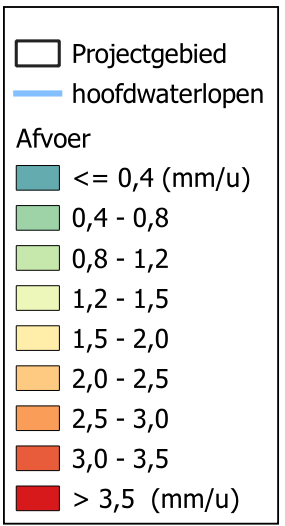 Projectgebied
hoofdwaterlopen
Afvoer
<= 0,4 (mm/u)
0,4 - 0,8
0,8 - 1,2
1,2 - 1,5
1,5 - 2,0
2,0 - 2,5
2,5 - 3,0
3,0 - 3,5
> 3,5 (mm/u)